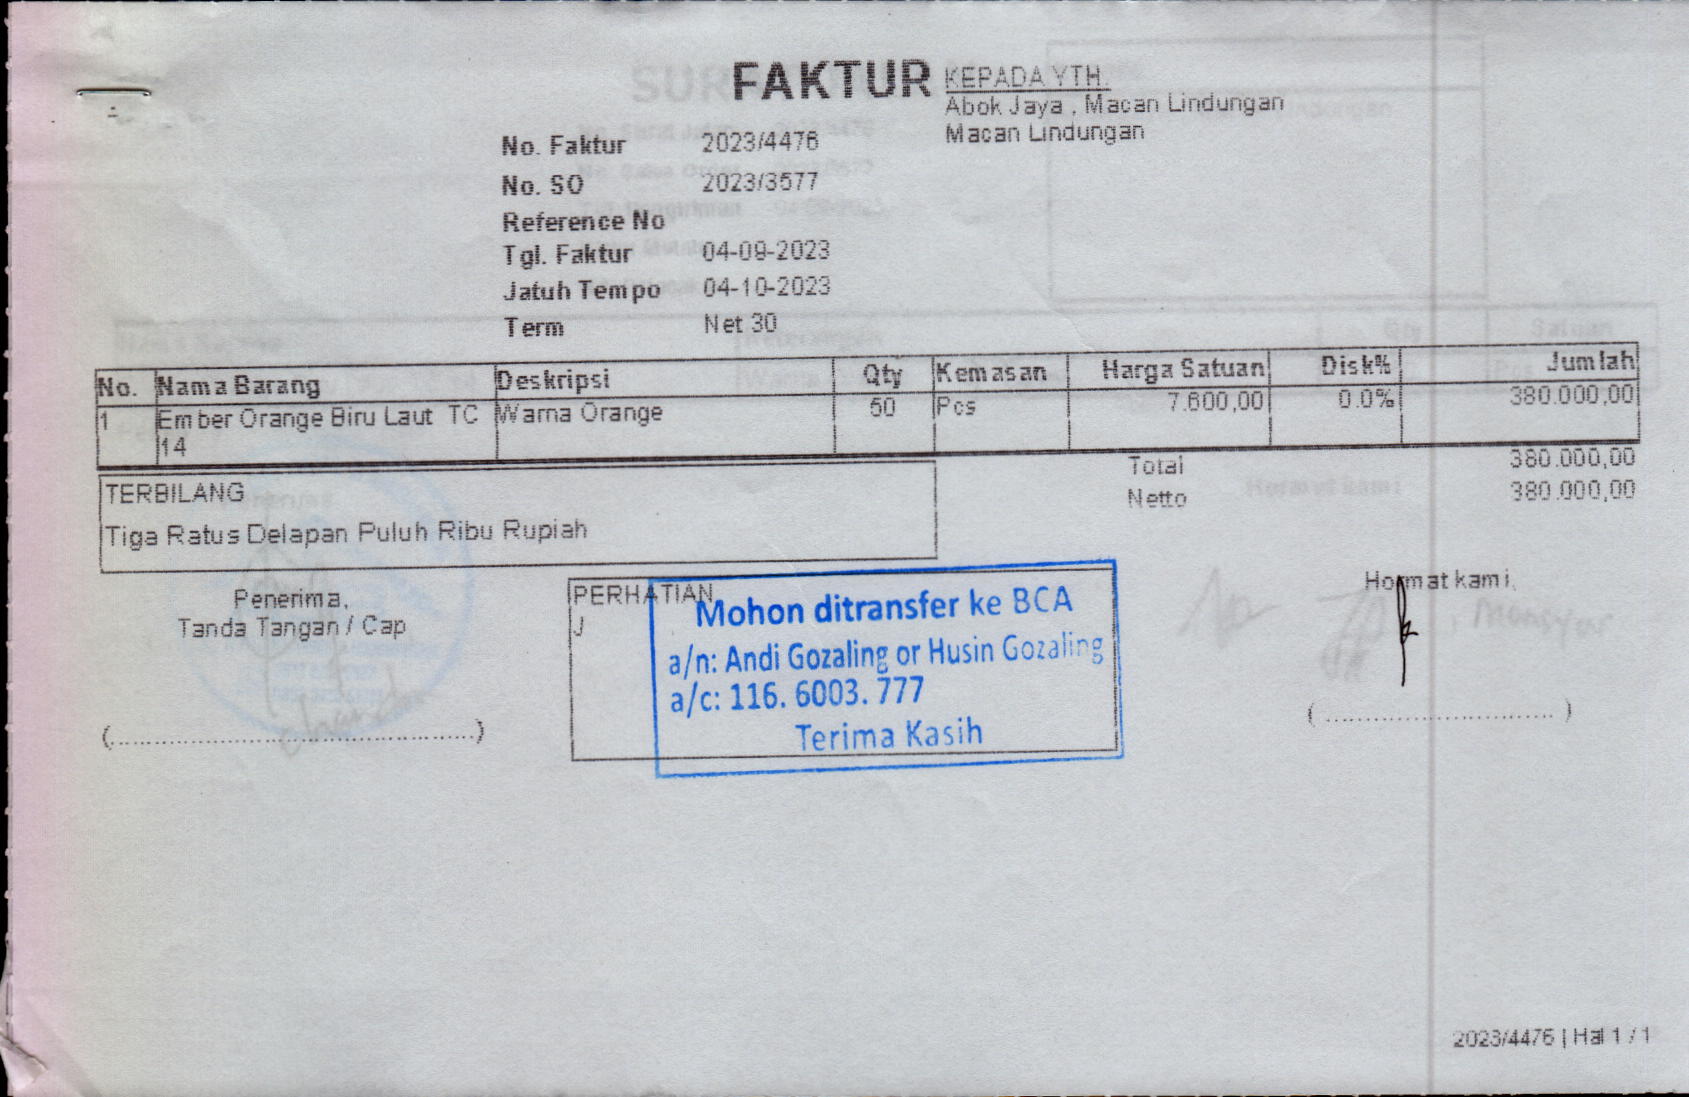 FAKTUR
KEPADA YTH.
Abok Jaya , Macan Lindungan
Macan Lindungan
No. Faktur 2023/4476
No. SO 2023/3577
Reference No
Tgl. Faktur 04-09-2023
Jatuh Tempo 04-10-2023
Term Net 30
No. Nama Barang Deskripsi Qty Kemasan Harga Satuan Disk% Jumlah
1 Ember Orange Biru Laut TC Warna Orange 50 Pcs 7.600,00 0.0% 380.000,00
14
Total 380.000,00
Netto 380.000,00
TERBILANG
Tiga Ratus Delapan Puluh Ribu Rupiah
Penerima,
Tanda Tangan / Cap
(................................................)
PERHATIAN
J
Mohon ditransfer ke BCA
a/n: Andi Gozaling or Husin Gozaling
a/c: 116. 6003. 777
Terima Kasih
Hormat kami,
( ................................ )
2023/4476 | Hal 1 / 1